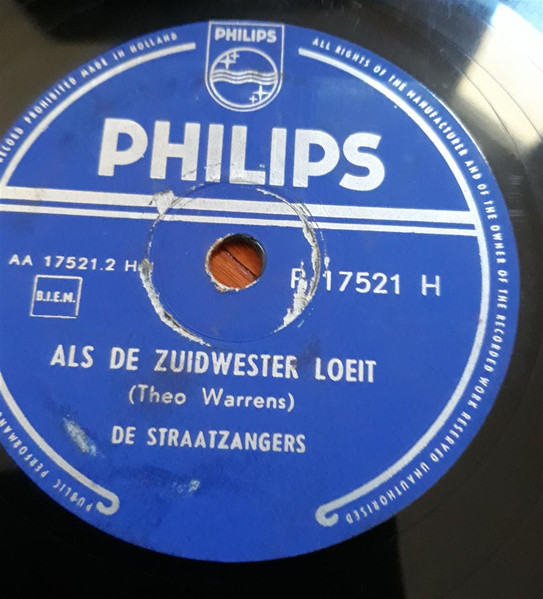 PHILIPS
RECORD PROHIBITED MADE IN HOLLAND
ALL RIGHTS OF THE MANUFACTURER AND OF THE OWNER OF THE RECORDED WORK RESERVED UNAUTHORISED
PHILIPS
AA 17521.2 H
P 17521 H
B.I.E.M.
ALS DE ZUIDWESTER LOEIT
(Theo Warrens)
DE STRAATZANGERS
PUBLIC PERFORMAN